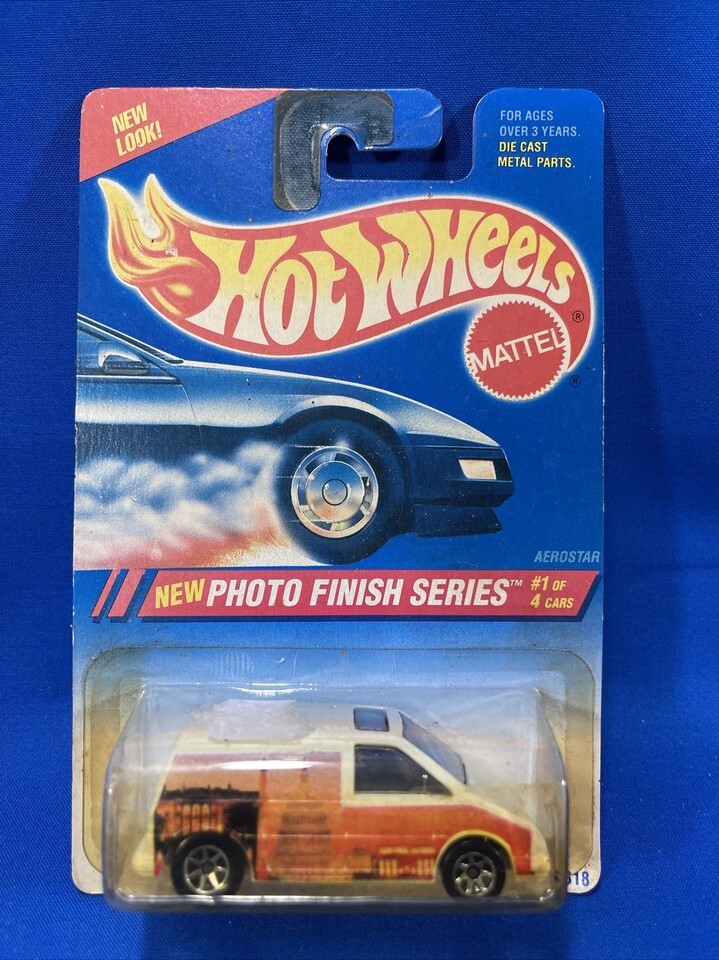 NEW
LOOK!
FOR AGES
OVER 3 YEARS.
DIE CAST
METAL PARTS.
HOT WHEELS
®
MATTEL
®
AEROSTAR
NEW PHOTO FINISH SERIES™ #1 OF
4 CARS
618